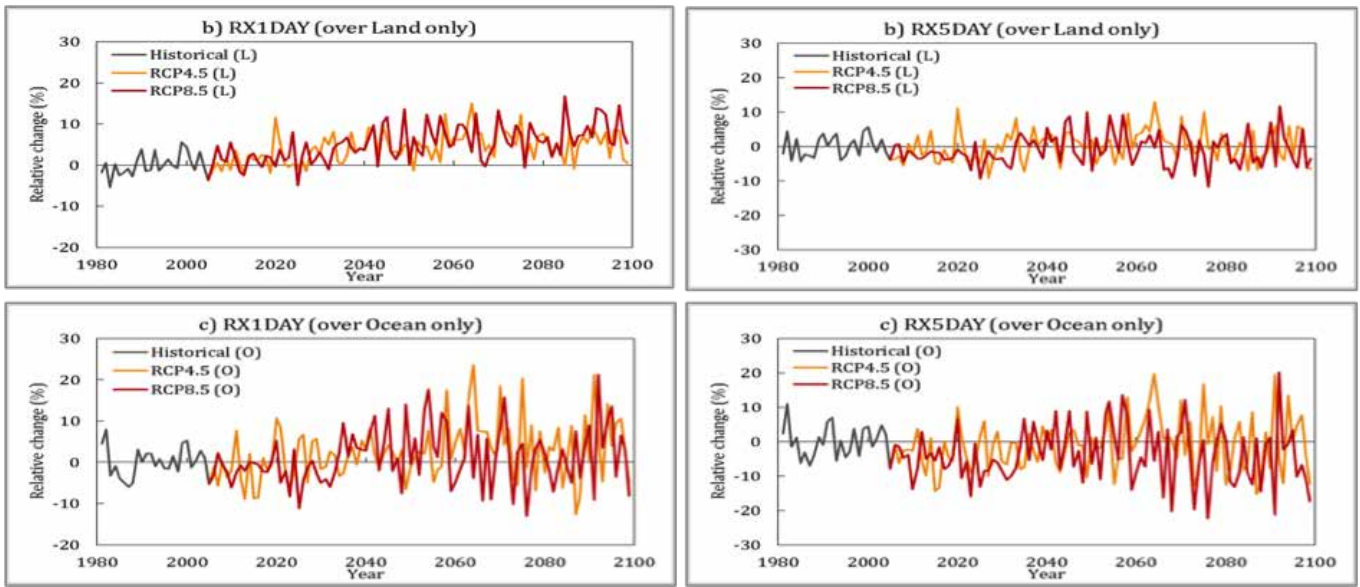 b) RX1DAY (over Land only)
30
20
10
0
-10
-20
Relative change (%)
Historical (L)
RCP4.5 (L)
RCP8.5 (L)
1980 2000 2020 2040 2060 2080 2100
Year
b) RX5DAY (over Land only)
30
20
10
0
-10
-20
-30
Relative change (%)
Historical (L)
RCP4.5 (L)
RCP8.5 (L)
1980 2000 2020 2040 2060 2080 2100
Year
c) RX1DAY (over Ocean only)
30
20
10
0
-10
-20
Relative change (%)
Historical (O)
RCP4.5 (O)
RCP8.5 (O)
1980 2000 2020 2040 2060 2080 2100
Year
c) RX5DAY (over Ocean only)
30
20
10
0
-10
-20
-30
Relative change (%)
Historical (O)
RCP4.5 (O)
RCP8.5 (O)
1980 2000 2020 2040 2060 2080 2100
Year